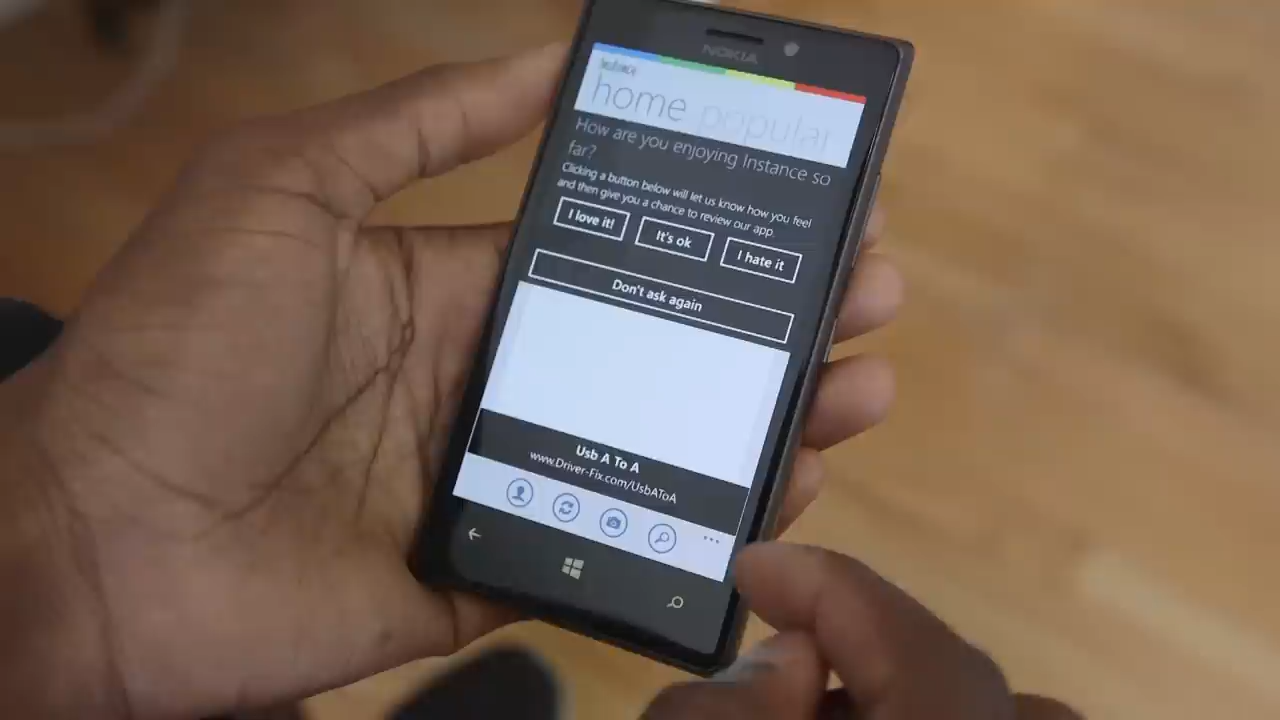 NOKIA
Instance
home popular
How are you enjoying Instance so
far?
Clicking a button below will let us know how you feel
and then give you a chance to review our app.
I love it! It's ok I hate it
Don't ask again
Usb A To A
www.Driver-Fix.com/UsbAToA